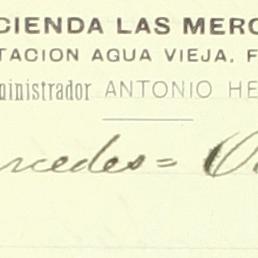 CIENDA LAS MERC
TACION AGUA VIEJA, F
ministrador ANTONIO HE
rcedes= O